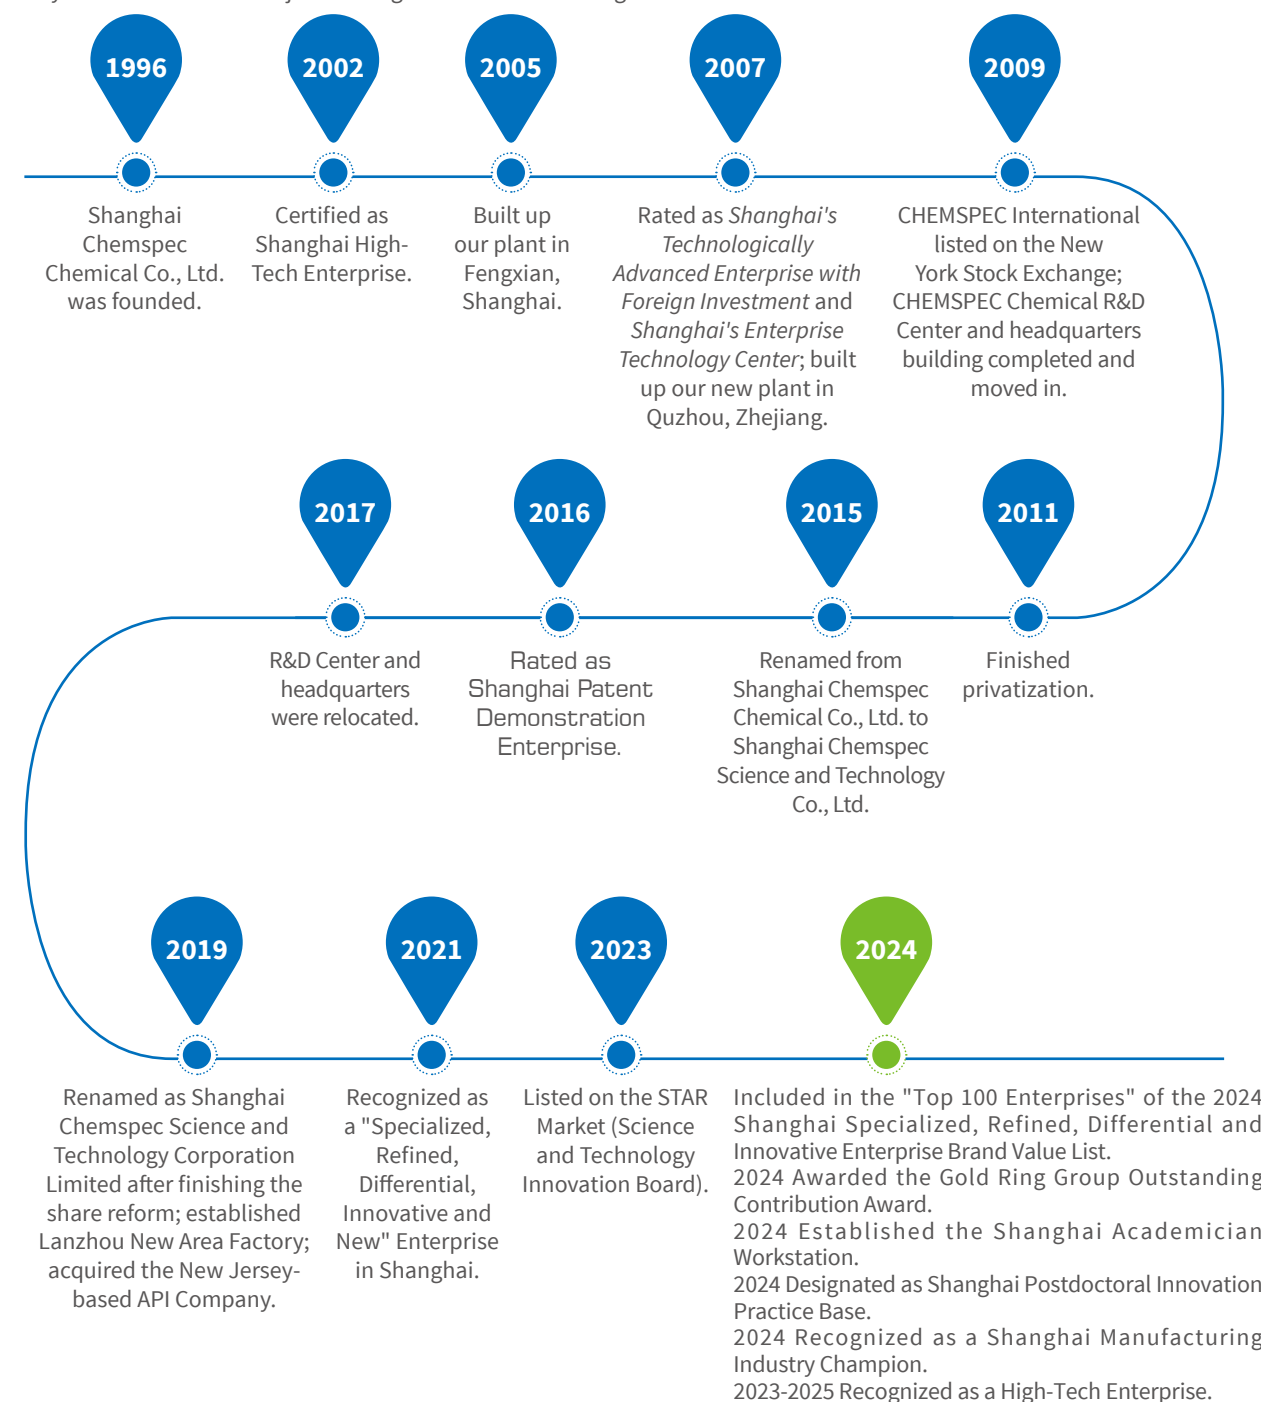 1996
2002
2005
2007
2009
Shanghai
Chemspec
Chemical Co., Ltd.
was founded.
Certified as
Shanghai High-
Tech Enterprise.
Built up
our plant in
Fengxian,
Shanghai.
Rated as Shanghai's
Technologically
Advanced Enterprise with
Foreign Investment and
Shanghai's Enterprise
Technology Center; built
up our new plant in
Quzhou, Zhejiang.
CHEMSPEC International
listed on the New
York Stock Exchange;
CHEMSPEC Chemical R&D
Center and headquarters
building completed and
moved in.
2017
2016
2015
2011
R&D Center and
headquarters
were relocated.
Rated as
Shanghai Patent
Demonstration
Enterprise.
Renamed from
Shanghai Chemspec
Chemical Co., Ltd. to
Shanghai Chemspec
Science and Technology
Co., Ltd.
Finished
privatization.
2019
2021
2023
2024
Renamed as Shanghai
Chemspec Science and
Technology Corporation
Limited after finishing the
share reform; established
Lanzhou New Area Factory;
acquired the New Jersey-
based API Company.
Recognized as
a "Specialized,
Refined,
Differential,
Innovative and
New" Enterprise
in Shanghai.
Listed on the STAR
Market (Science
and Technology
Innovation Board).
Included in the "Top 100 Enterprises" of the 2024
Shanghai Specialized, Refined, Differential and
Innovative Enterprise Brand Value List.
2024 Awarded the Gold Ring Group Outstanding
Contribution Award.
2024 Established the Shanghai Academician
Workstation.
2024 Designated as Shanghai Postdoctoral Innovation
Practice Base.
2024 Recognized as a Shanghai Manufacturing
Industry Champion.
2023-2025 Recognized as a High-Tech Enterprise.